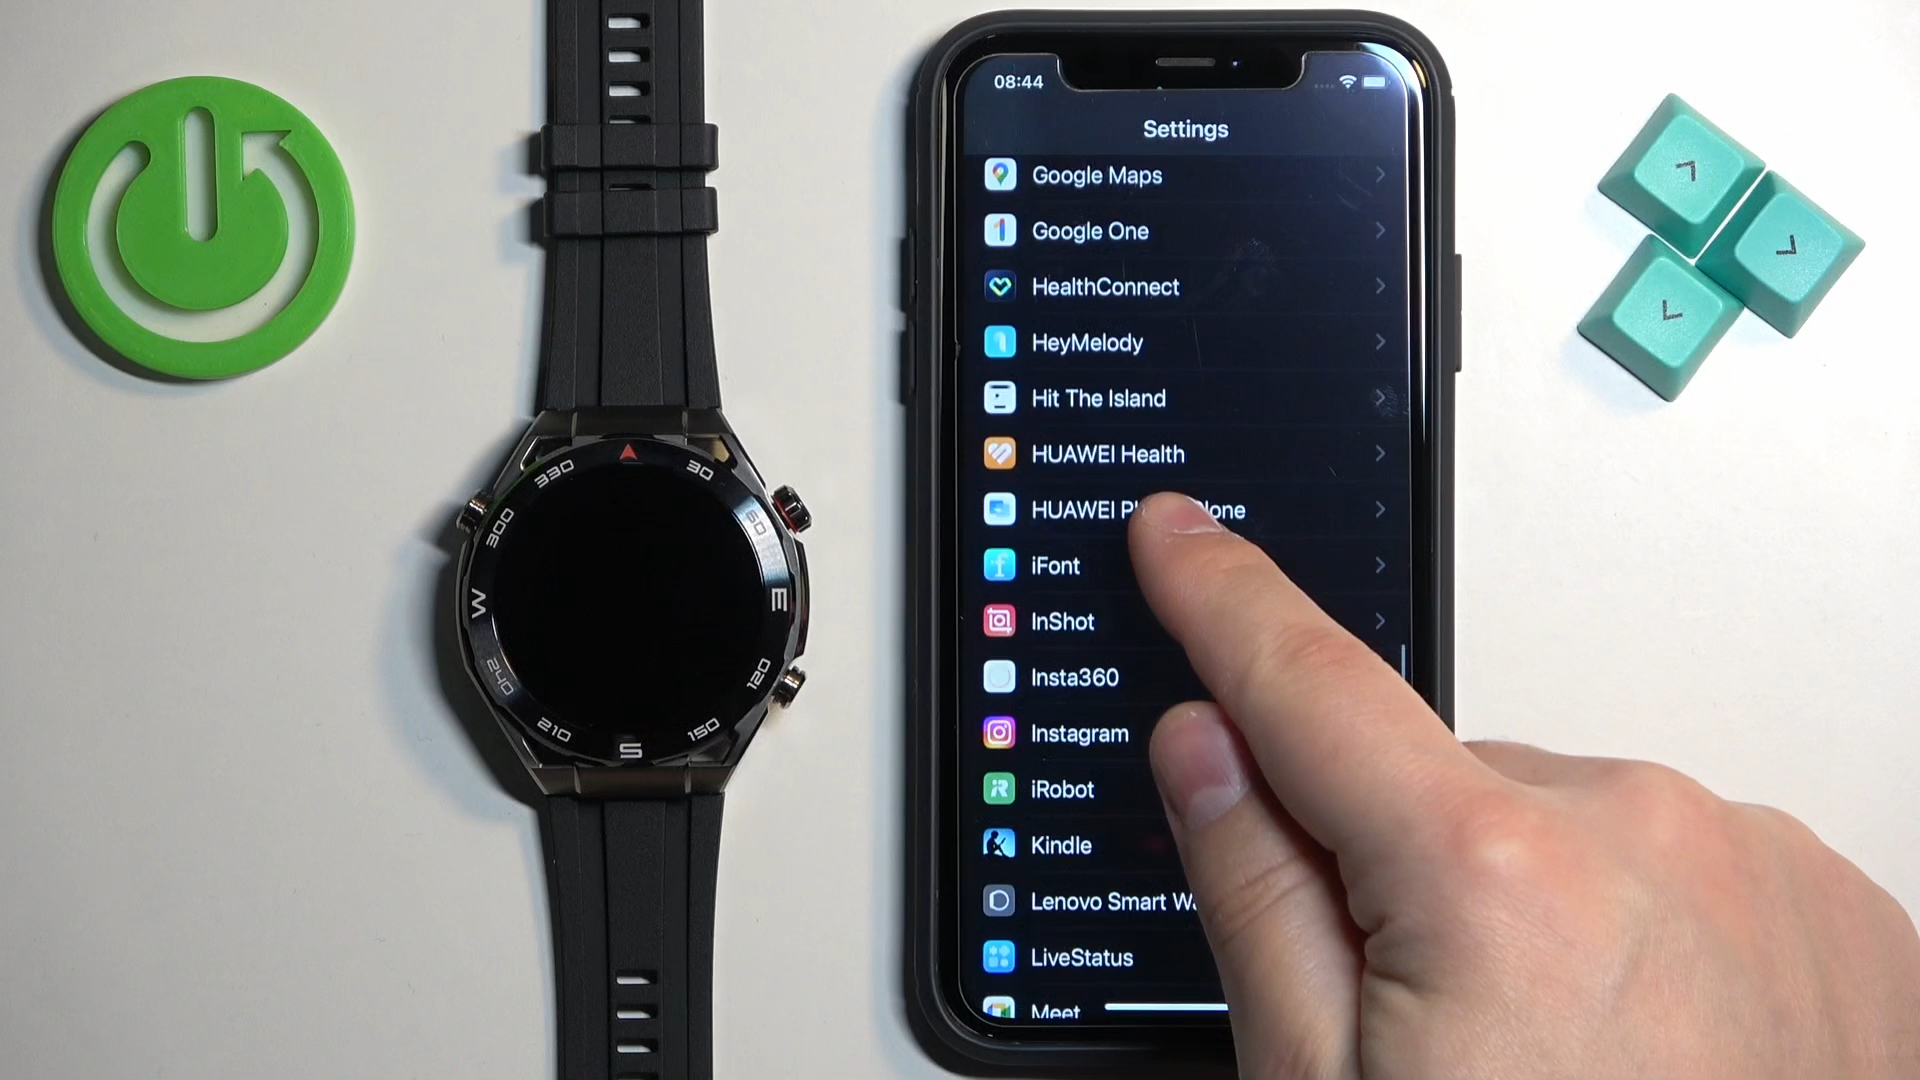 08:44
Settings
Google Maps
Google One
HealthConnect
HeyMelody
Hit The Island
HUAWEI Health
HUAWEI
iFont
InShot
Insta360
Instagram
iRobot
Kindle
Lenovo Smart
LiveStatus
Meet
330
30
300
60
W
E
240
120
210
S
150